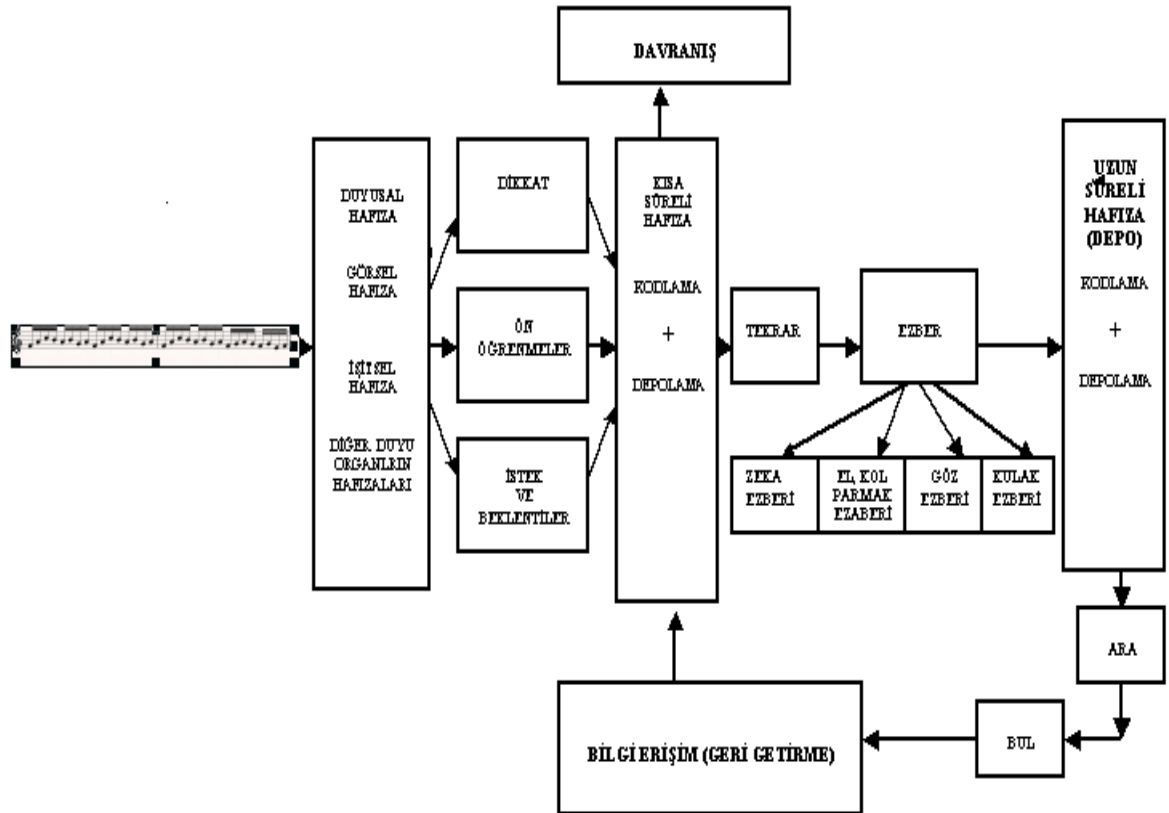 DAVRANIŞ
DUYUSAL
HAFIZA
GÖRSEL
HAFIZA
İŞİTSEL
HAFIZA
DİĞER DUYU
ORGANLRIN
HAFIZALARI
DİKKAT
ÖN
ÖĞRENMELER
İSTEK
VE
BEKLENTİLER
KISA
SÜRELİ
HAFIZA
KODLAMA
+
DEPOLAMA
TEKRAR
EZBER
ZEKA
EZBERİ
EL, KOL
PARMAK
EZABERİ
GÖZ
EZBERİ
KULAK
EZBERİ
UZUN
SÜRELİ
HAFIZA
(DEPO)
KODLAMA
+
DEPOLAMA
ARA
BUL
BİLGİ ERİŞİM (GERİ GETİRME)